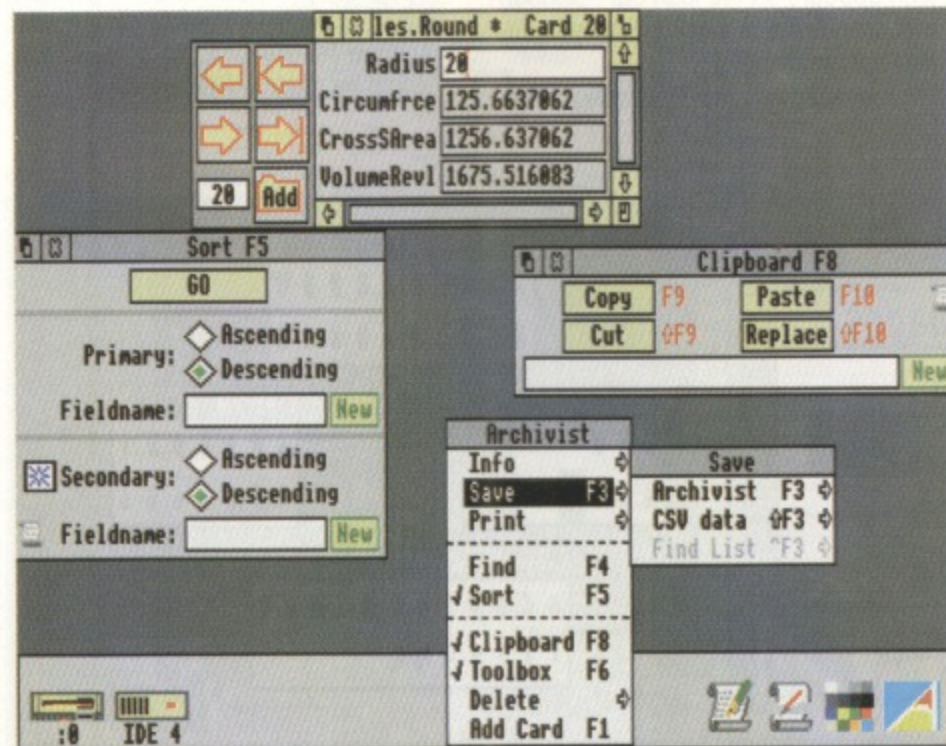 les.Round * Card 20
Radius 20
Circumfrce 125.6637062
CrossSArea 1256.637062
VolumeRevl 1675.516083
20 Add
Sort F5
GO
Primary:
Ascending
Descending
Fieldname: New
Secondary:
Ascending
Descending
Fieldname: New
Clipboard F8
Copy F9 Paste F10
Cut ⇧F9 Replace ⇧F10
New
Archivist
Info
Save F3
Print
Find F4
√ Sort F5
√ Clipboard F8
√ Toolbox F6
Delete
Add Card F1
Save
Archivist F3
CSV data ⇧F3
Find List ^F3
:0 IDE 4